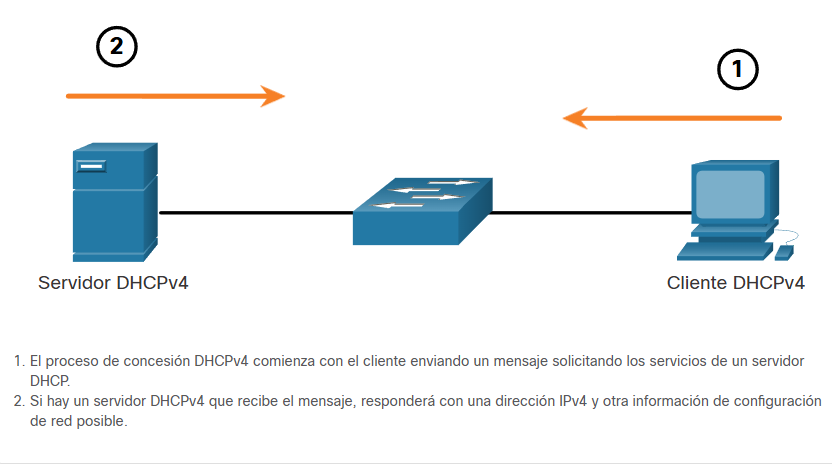 2
1
Servidor DHCPv4
Cliente DHCPv4
1. El proceso de concesión DHCPv4 comienza con el cliente enviando un mensaje solicitando los servicios de un servidor
DHCP.
2. Si hay un servidor DHCPv4 que recibe el mensaje, responderá con una dirección IPv4 y otra información de configuración
de red posible.